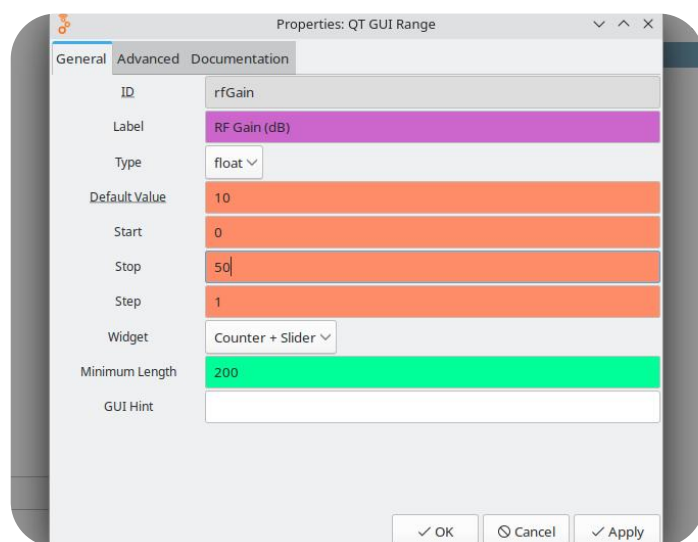 Properties: QT GUI Range
General Advanced Documentation
ID rfGain
Label RF Gain (dB)
Type float
Default Value 10
Start 0
Stop 50
Step 1
Widget Counter + Slider
Minimum Length 200
GUI Hint
OK Cancel Apply